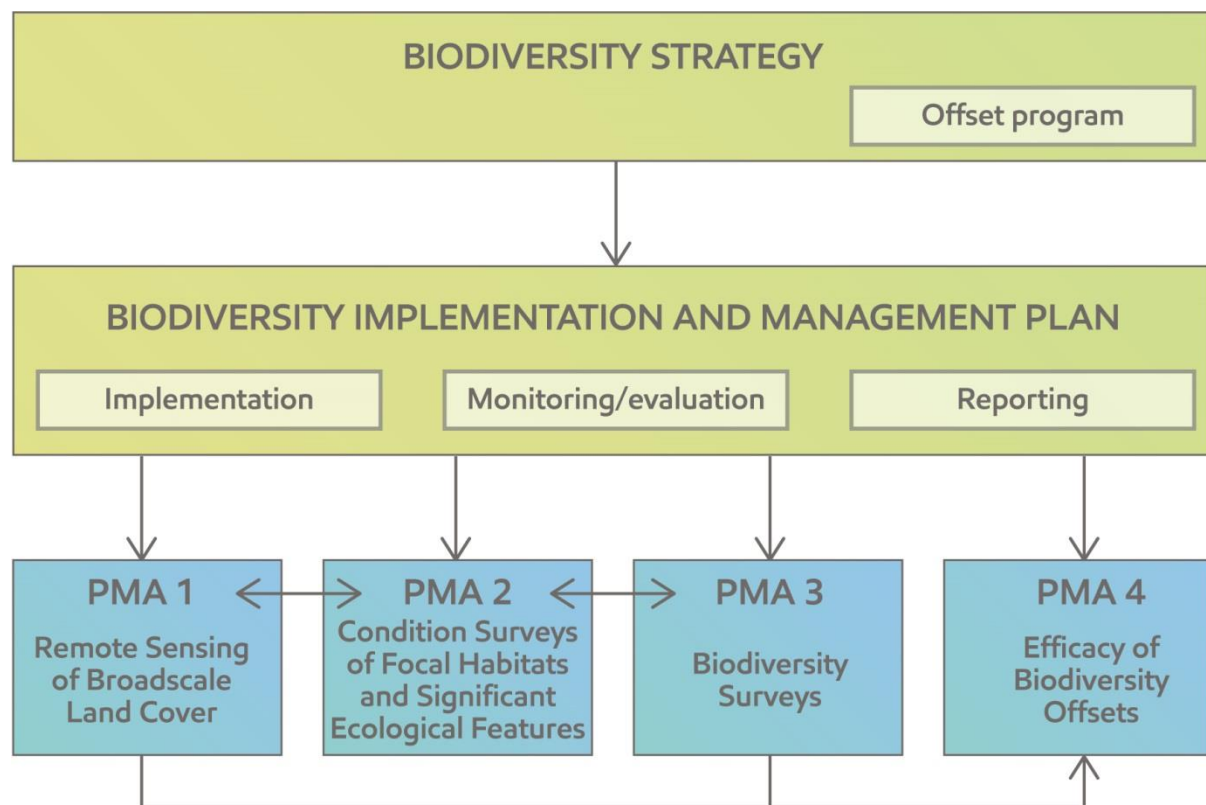 BIODIVERSITY STRATEGY
Offset program
BIODIVERSITY IMPLEMENTATION AND MANAGEMENT PLAN
Implementation
Monitoring/evaluation
Reporting
PMA 1
Remote Sensing
of Broadscale
Land Cover
PMA 2
Condition Surveys
of Focal Habitats
and Significant
Ecological Features
PMA 3
Biodiversity
Surveys
PMA 4
Efficacy of
Biodiversity
Offsets